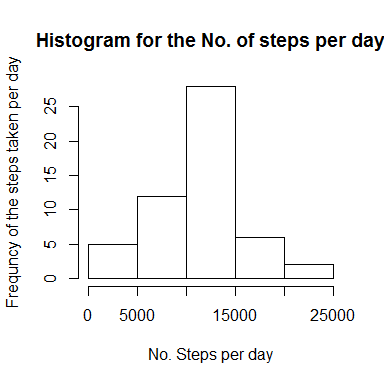 Histogram for the No. of steps per day
Frequncy of the steps taken per day
25
20
15
10
5
0
0 5000 15000 25000
No. Steps per day